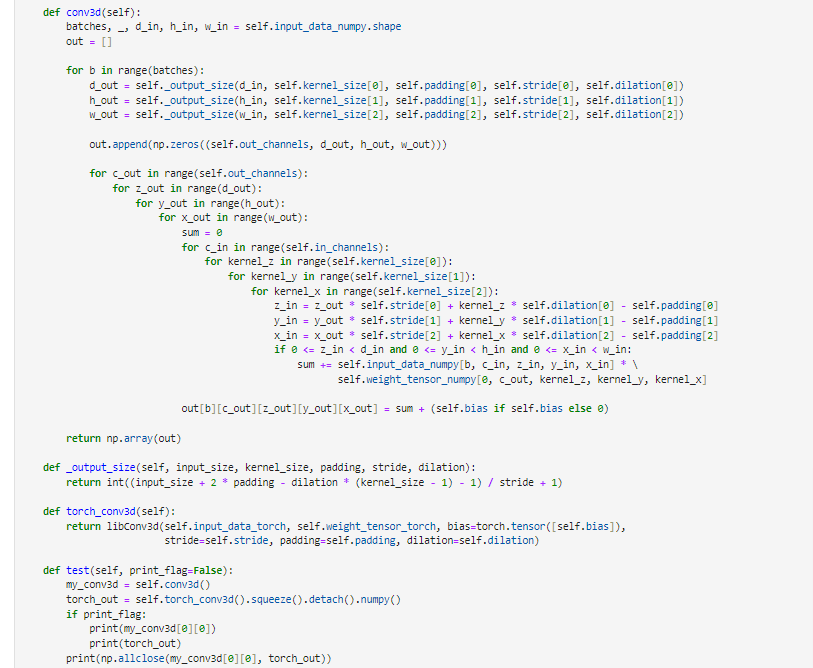 def conv3d(self):
batches, _, d_in, h_in, w_in = self.input_data_numpy.shape
out = []
for b in range(batches):
d_out = self._output_size(d_in, self.kernel_size[0], self.padding[0], self.stride[0], self.dilation[0])
h_out = self._output_size(h_in, self.kernel_size[1], self.padding[1], self.stride[1], self.dilation[1])
w_out = self._output_size(w_in, self.kernel_size[2], self.padding[2], self.stride[2], self.dilation[2])
out.append(np.zeros((self.out_channels, d_out, h_out, w_out)))
for c_out in range(self.out_channels):
for z_out in range(d_out):
for y_out in range(h_out):
for x_out in range(w_out):
sum = 0
for c_in in range(self.in_channels):
for kernel_z in range(self.kernel_size[0]):
for kernel_y in range(self.kernel_size[1]):
for kernel_x in range(self.kernel_size[2]):
z_in = z_out * self.stride[0] + kernel_z * self.dilation[0] - self.padding[0]
y_in = y_out * self.stride[1] + kernel_y * self.dilation[1] - self.padding[1]
x_in = x_out * self.stride[2] + kernel_x * self.dilation[2] - self.padding[2]
if 0 <= z_in < d_in and 0 <= y_in < h_in and 0 <= x_in < w_in:
sum += self.input_data_numpy[b, c_in, z_in, y_in, x_in] * \
self.weight_tensor_numpy[0, c_out, kernel_z, kernel_y, kernel_x]
out[b][c_out][z_out][y_out][x_out] = sum + (self.bias if self.bias else 0)
return np.array(out)
def _output_size(self, input_size, kernel_size, padding, stride, dilation):
return int((input_size + 2 * padding - dilation * (kernel_size - 1) - 1) / stride + 1)
def torch_conv3d(self):
return libConv3d(self.input_data_torch, self.weight_tensor_torch, bias=torch.tensor([self.bias]),
stride=self.stride, padding=self.padding, dilation=self.dilation)
def test(self, print_flag=False):
my_conv3d = self.conv3d()
torch_out = self.torch_conv3d().squeeze().detach().numpy()
if print_flag:
print(my_conv3d[0][0])
print(torch_out)
print(np.allclose(my_conv3d[0][0], torch_out))